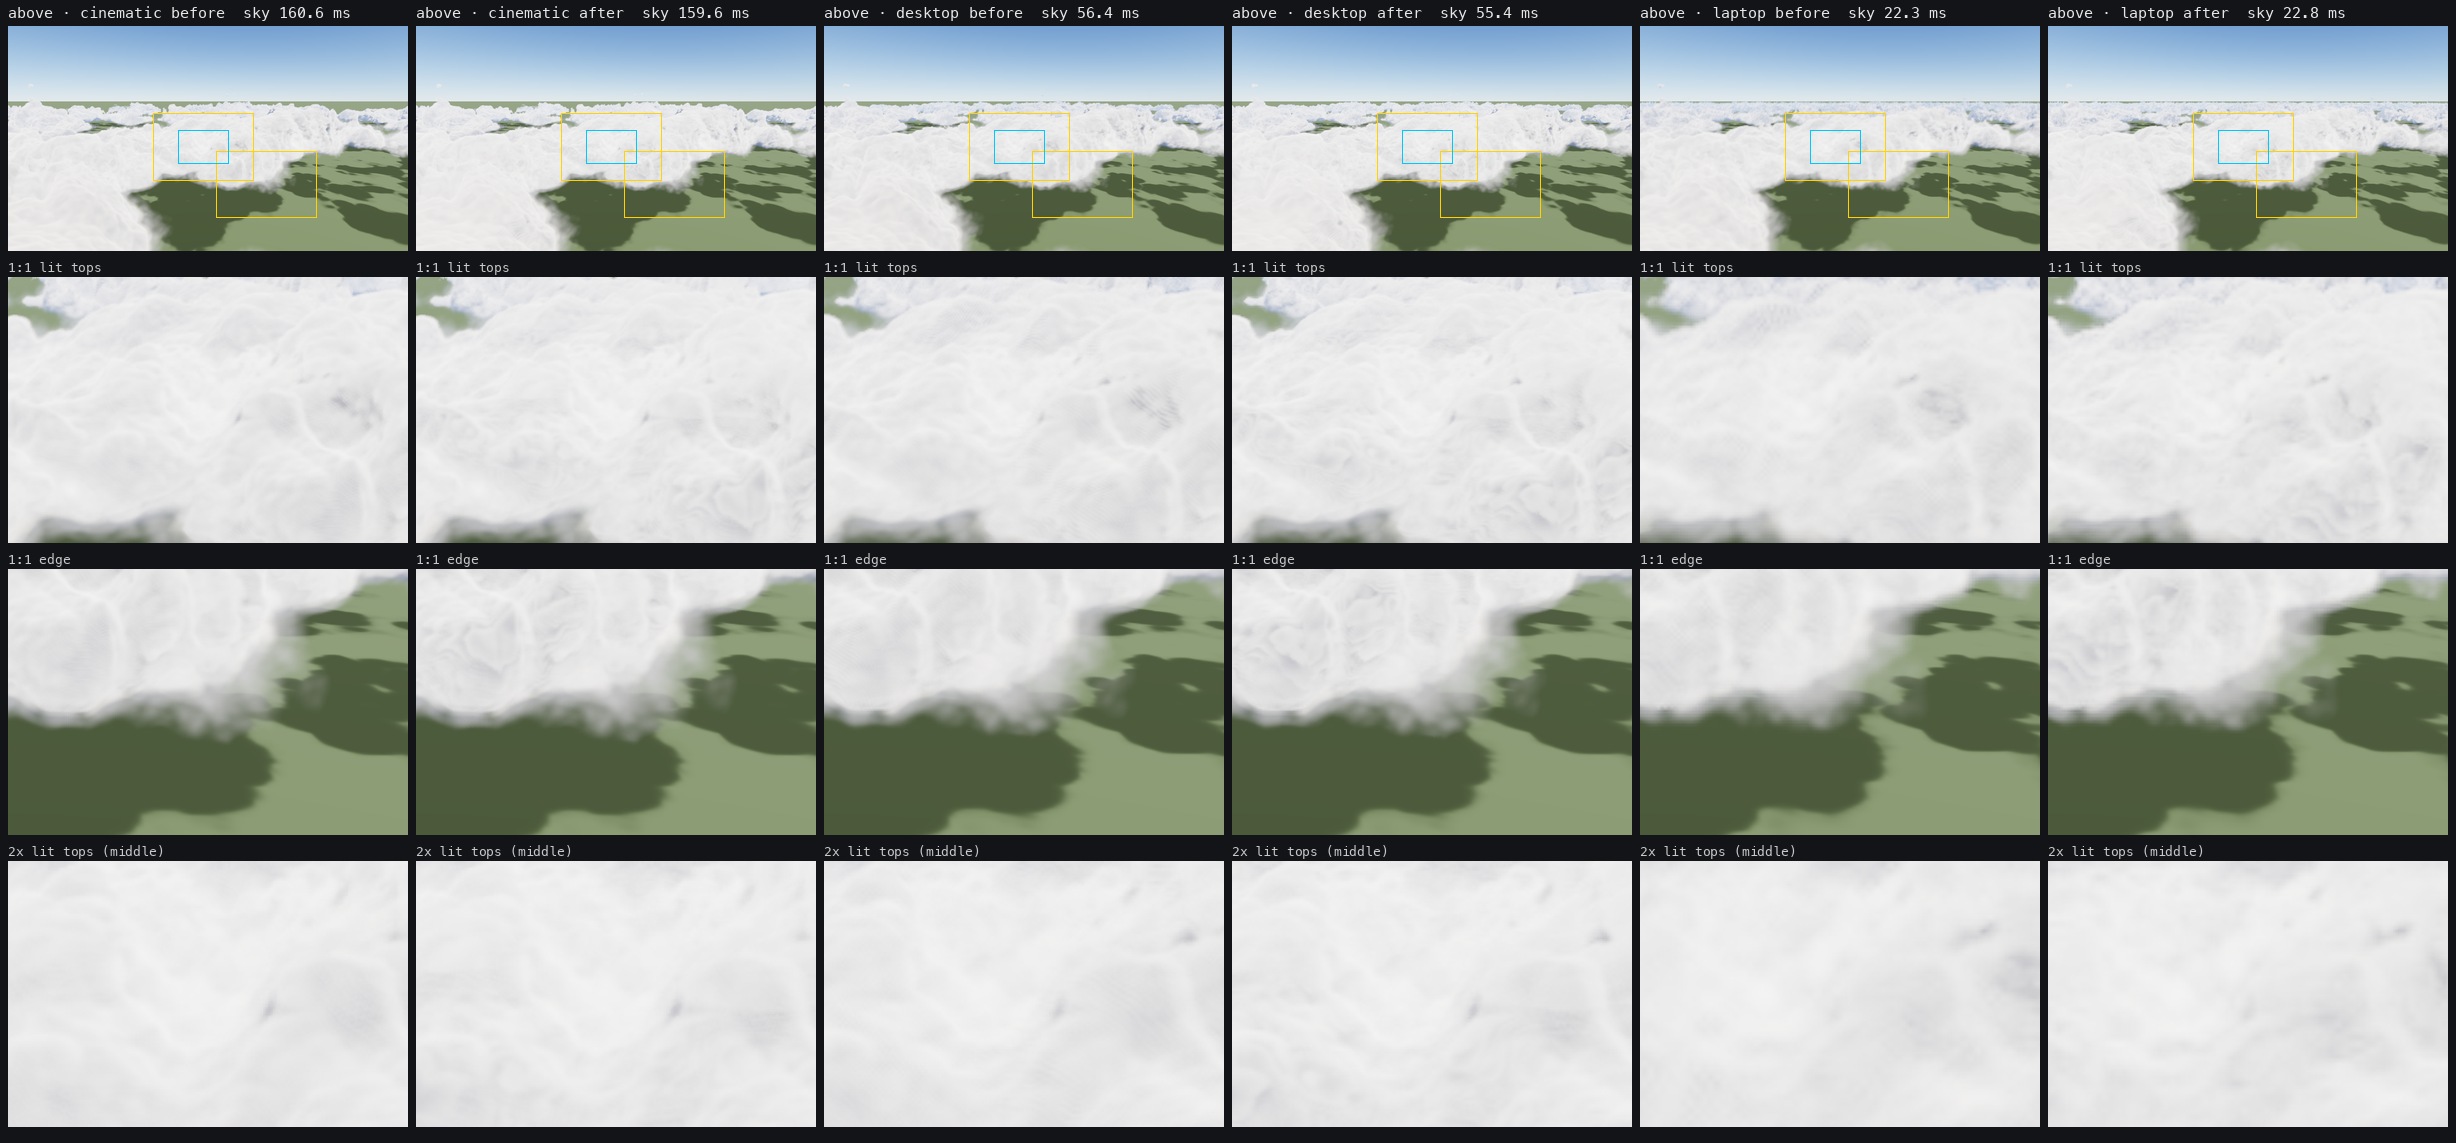 above · cinematic before  sky 160.6 ms
above · cinematic after  sky 159.6 ms
above · desktop before  sky 56.4 ms
above · desktop after  sky 55.4 ms
above · laptop before  sky 22.3 ms
above · laptop after  sky 22.8 ms
1:1 lit tops
1:1 lit tops
1:1 lit tops
1:1 lit tops
1:1 lit tops
1:1 lit tops
1:1 edge
1:1 edge
1:1 edge
1:1 edge
1:1 edge
1:1 edge
2x lit tops (middle)
2x lit tops (middle)
2x lit tops (middle)
2x lit tops (middle)
2x lit tops (middle)
2x lit tops (middle)